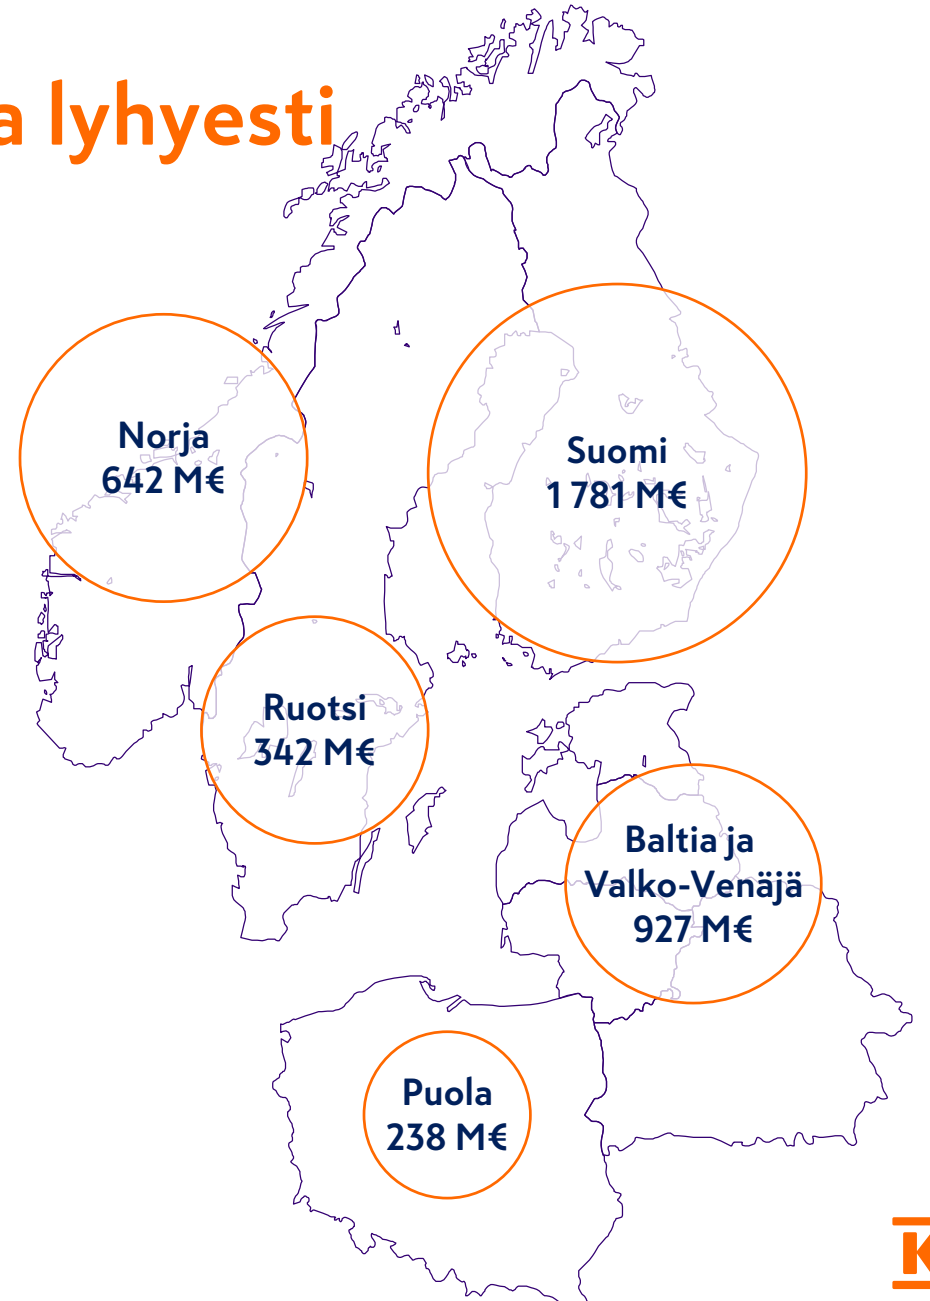 a lyhyesti
Norja
642 M€
Suomi
1 781 M€
Ruotsi
342 M€
Baltia ja
Valko-Venäjä
927 M€
Puola
238 M€
K